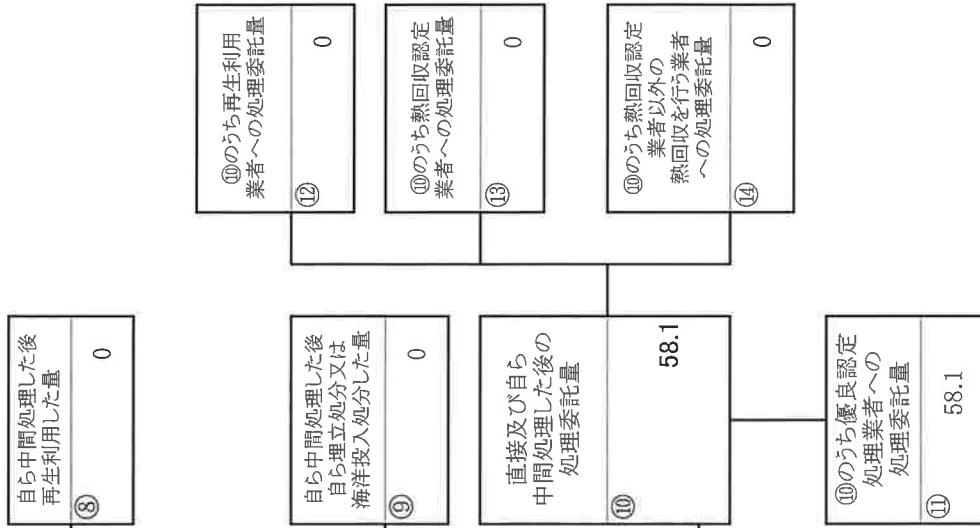 自ら中間処理した後
再生利用した量
⑧
0
自ら中間処理した後
自ら埋立処分又は
海洋投入処分した量
⑨
0
直接及び自ら
中間処理した後の
処理委託量
⑩
58.1
⑩のうち優良認定
処理業者への
処理委託量
⑪
58.1
⑩のうち再生利用
業者への処理委託量
⑫
0
⑩のうち熱回収認定
業者への処理委託量
⑬
0
⑩のうち熱回収認定
業者以外の
熱回収を行う業者
への処理委託量
⑭
0